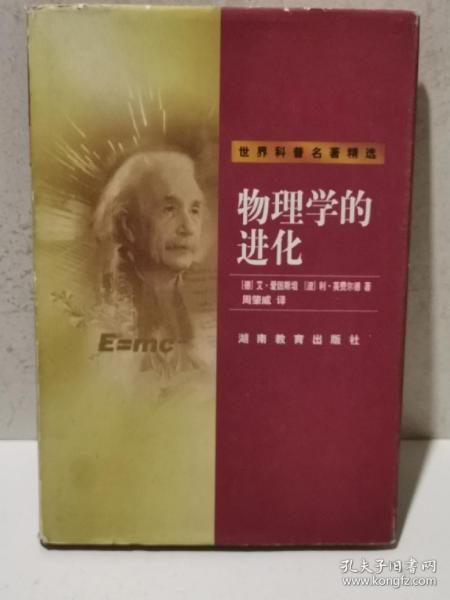 世界科普名著精选
物理学的
进化
[德] 艾·爱因斯坦 [波] 利·英费尔德 著
周肇威 译
湖南教育出版社
E=mc
孔夫子旧书网
www.kongfz.com